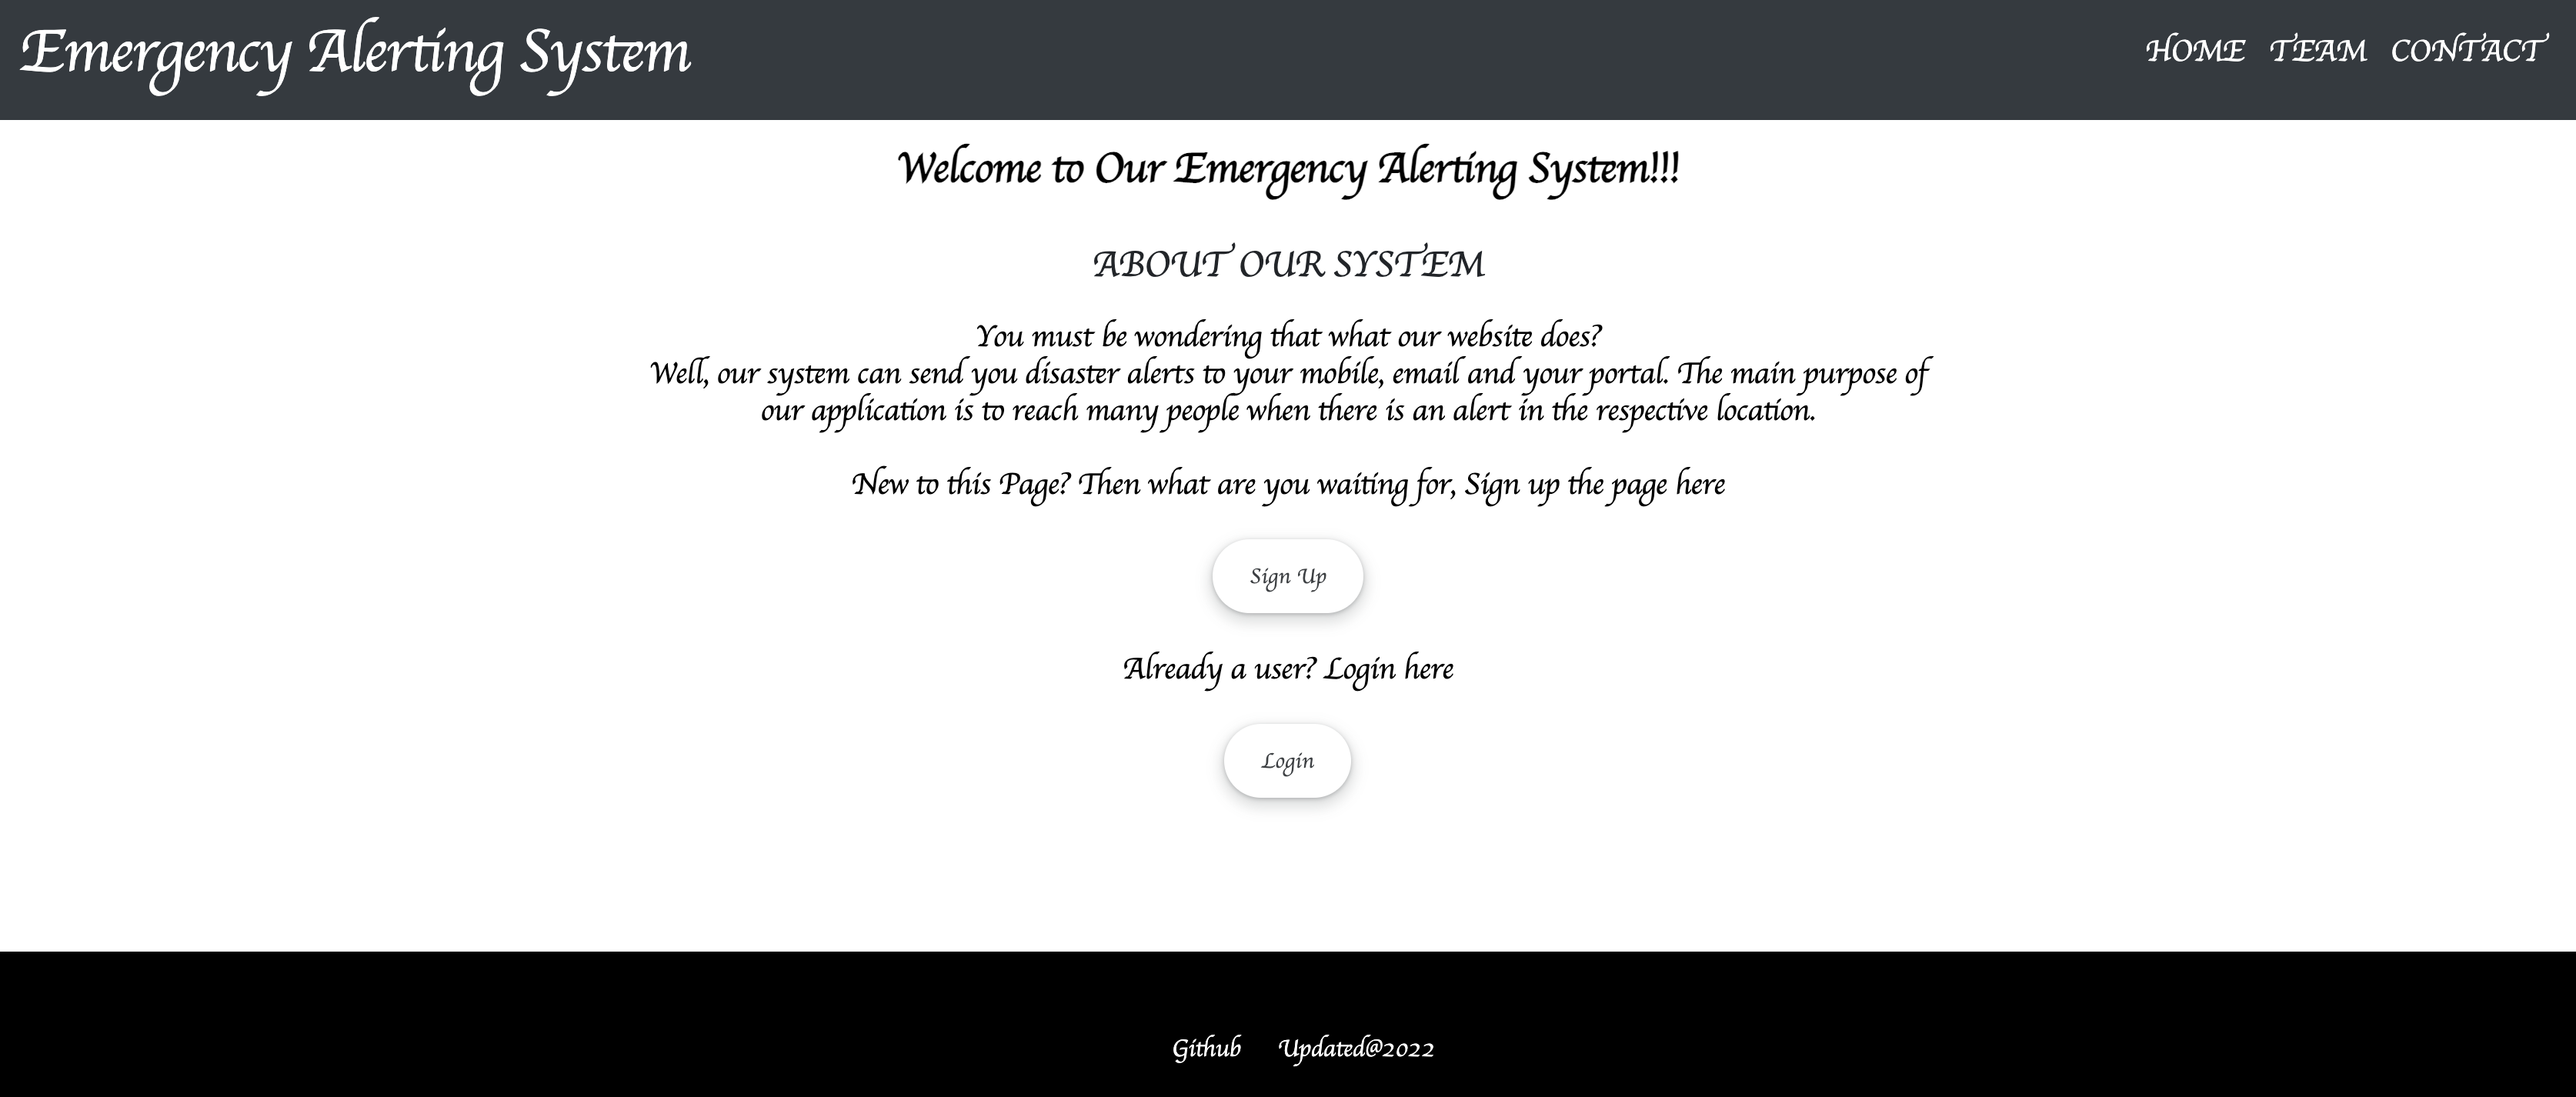 Emergency Alerting System
HOME TEAM CONTACT
Welcome to Our Emergency Alerting System!!!
ABOUT OUR SYSTEM
You must be wondering that what our website does?
Well, our system can send you disaster alerts to your mobile, email and your portal. The main purpose of
our application is to reach many people when there is an alert in the respective location.
New to this Page? Then what are you waiting for, Sign up the page here
Sign Up
Already a user? Login here
Login
Github Updated@2022